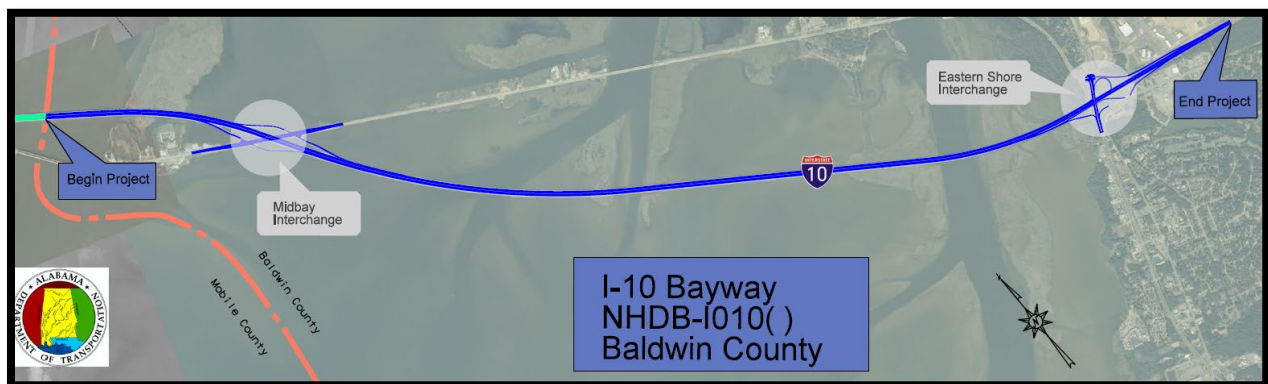 Eastern Shore
Interchange
End Project
Begin Project
INTERSTATE
10
Midbay
Interchange
Baldwin County
Mobile County
ALABAMA
DEPARTMENT OF TRANSPORTATION
I-10 Bayway
NHDB-I010( )
Baldwin County
N